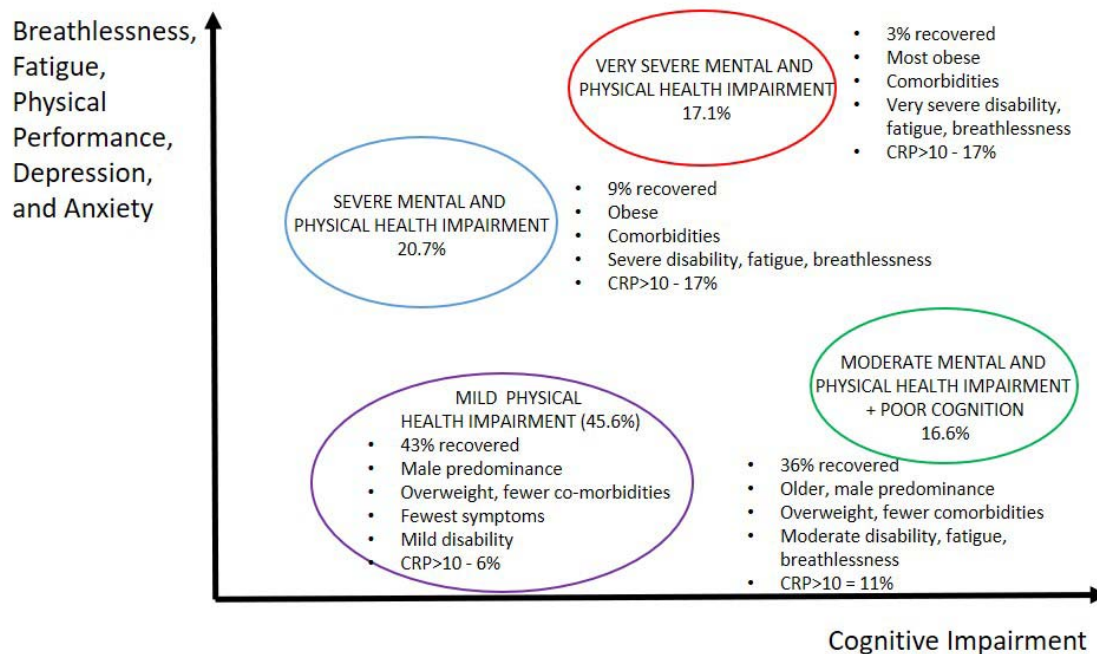 Breathlessness,
Fatigue,
Physical
Performance,
Depression,
and Anxiety
VERY SEVERE MENTAL AND
PHYSICAL HEALTH IMPAIRMENT
17.1%
• 3% recovered
• Most obese
• Comorbidities
• Very severe disability,
fatigue, breathlessness
• CRP>10 - 17%
SEVERE MENTAL AND
PHYSICAL HEALTH IMPAIRMENT
20.7%
• 9% recovered
• Obese
• Comorbidities
• Severe disability, fatigue, breathlessness
• CRP>10 - 17%
MODERATE MENTAL AND
PHYSICAL HEALTH IMPAIRMENT
+ POOR COGNITION
16.6%
• 36% recovered
• Older, male predominance
• Overweight, fewer comorbidities
• Moderate disability, fatigue,
breathlessness
• CRP>10 = 11%
MILD PHYSICAL
HEALTH IMPAIRMENT (45.6%)
• 43% recovered
• Male predominance
• Overweight, fewer co-morbidities
• Fewest symptoms
• Mild disability
• CRP>10 - 6%
Cognitive Impairment